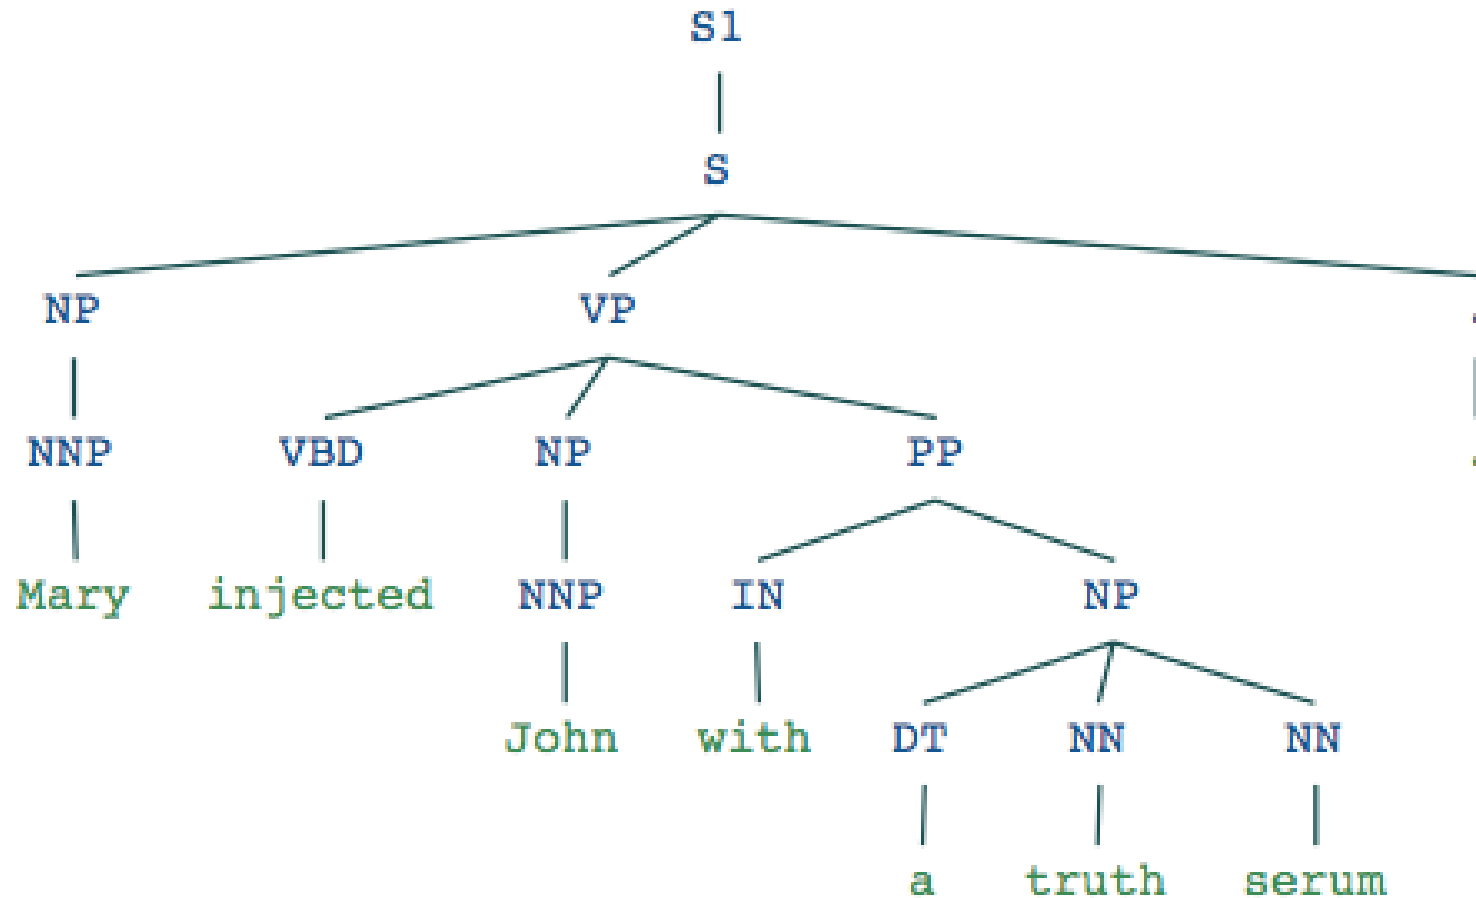 S1
S
NP VP .
NNP VBD NP PP .
Mary injected NNP IN NP
John with DT NN NN
a truth serum